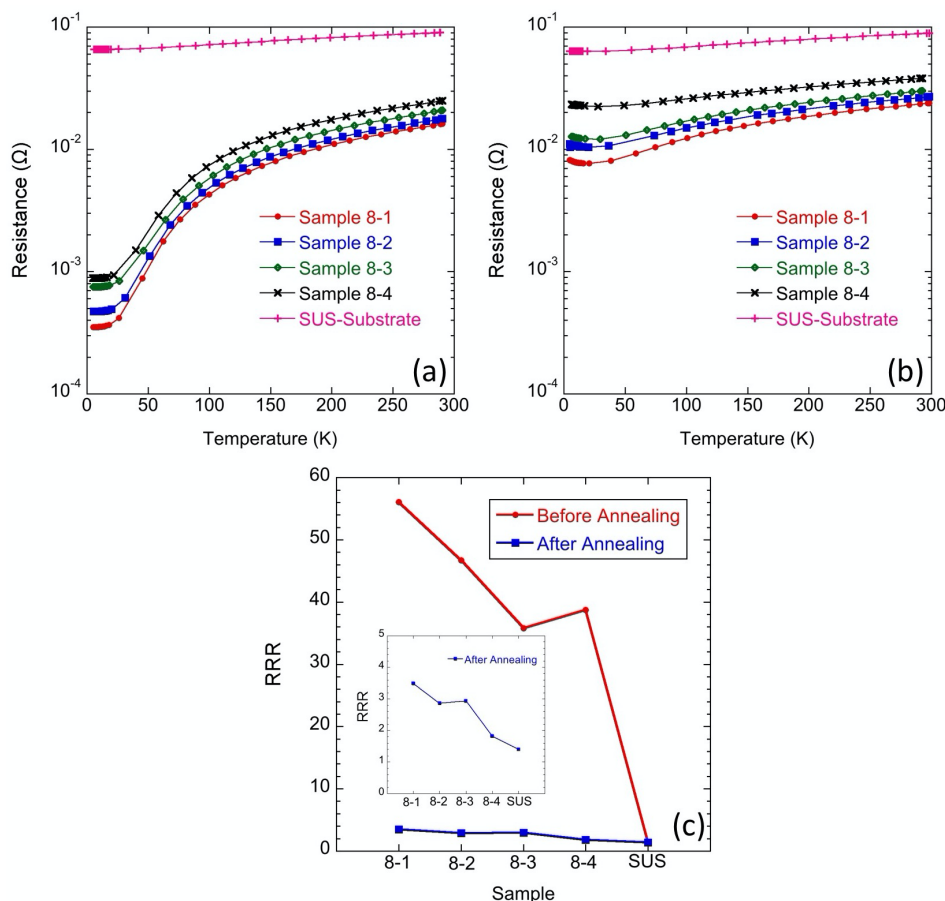 10⁻¹
10⁻²
10⁻³
10⁻⁴
Resistance (Ω)
Sample 8-1
Sample 8-2
Sample 8-3
Sample 8-4
SUS-Substrate
(a)
0 50 100 150 200 250 300
Temperature (K)
10⁻¹
10⁻²
10⁻³
10⁻⁴
Resistance (Ω)
Sample 8-1
Sample 8-2
Sample 8-3
Sample 8-4
SUS-Substrate
(b)
0 50 100 150 200 250 300
Temperature (K)
60
50
40
30
20
10
0
RRR
Before Annealing
After Annealing
5
4
3
2
1
0
RRR
After Annealing
8-1 8-2 8-3 8-4 SUS
(c)
8-1 8-2 8-3 8-4 SUS
Sample